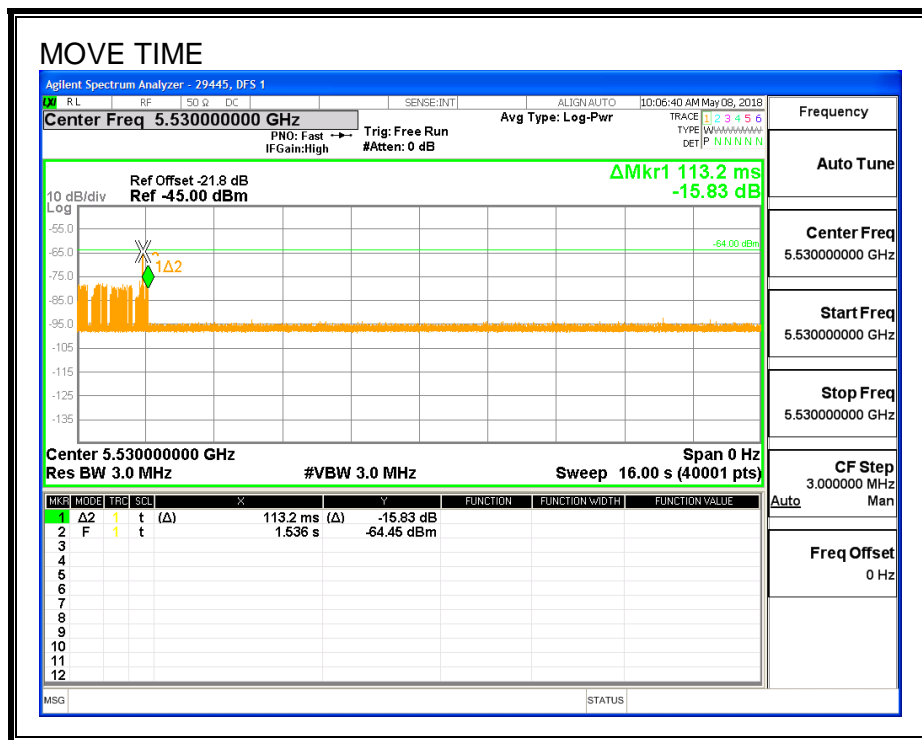 MOVE TIME
Agilent Spectrum Analyzer - 29445, DFS 1
LXI RL RF 50 Ω DC SENSE:INT ALIGN AUTO 10:06:40 AM May 08, 2018
Center Freq 5.530000000 GHz Avg Type: Log-Pwr TRACE 1 2 3 4 5 6
PNO: Fast Trig: Free Run TYPE W
IFGain:High #Atten: 0 dB DET P N N N N N
Frequency
Auto Tune
Center Freq
5.530000000 GHz
Start Freq
5.530000000 GHz
Stop Freq
5.530000000 GHz
CF Step
3.000000 MHz
Auto Man
Freq Offset
0 Hz
ΔMkr1 113.2 ms
-15.83 dB
Ref Offset -21.8 dB
10 dB/div Ref -45.00 dBm
Log
-55.0
-64.00 dBm
-65.0
1Δ2
-75.0
-85.0
-95.0
-105
-115
-125
-135
Center 5.530000000 GHz Span 0 Hz
Res BW 3.0 MHz #VBW 3.0 MHz Sweep 16.00 s (40001 pts)
MKR MODE TRC SCL X Y FUNCTION FUNCTION WIDTH FUNCTION VALUE
1 Δ2 1 t (Δ) 113.2 ms (Δ) -15.83 dB
2 F 1 t 1.536 s -64.45 dBm
3
4
5
6
7
8
9
10
11
12
MSG STATUS